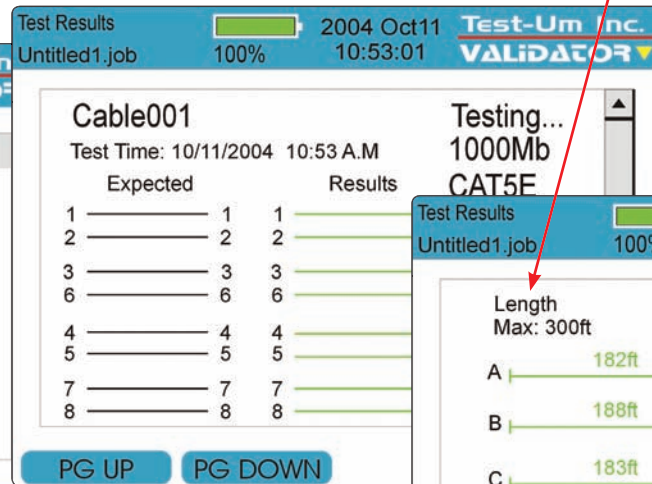 Test Results
Untitled1.job 100%
2004 Oct11
10:53:01
Test-Um Inc.
VALiDATOR
Cable001
Testing...
Test Time: 10/11/2004 10:53 A.M
1000Mb
CAT5E
Expected Results
1 1 1
2 2 2
3 3 3
6 6 6
4 4 4
5 5 5
7 7 7
8 8 8
PG UP PG DOWN
Test Results
Untitled1.job 100%
Length
Max: 300ft
A 182ft
B 188ft
C 183ft